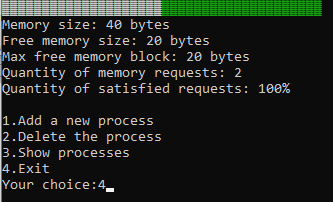 Memory size: 40 bytes
Free memory size: 20 bytes
Max free memory block: 20 bytes
Quantity of memory requests: 2
Quantity of satisfied requests: 100%
1.Add a new process
2.Delete the process
3.Show processes
4.Exit
Your choice:4